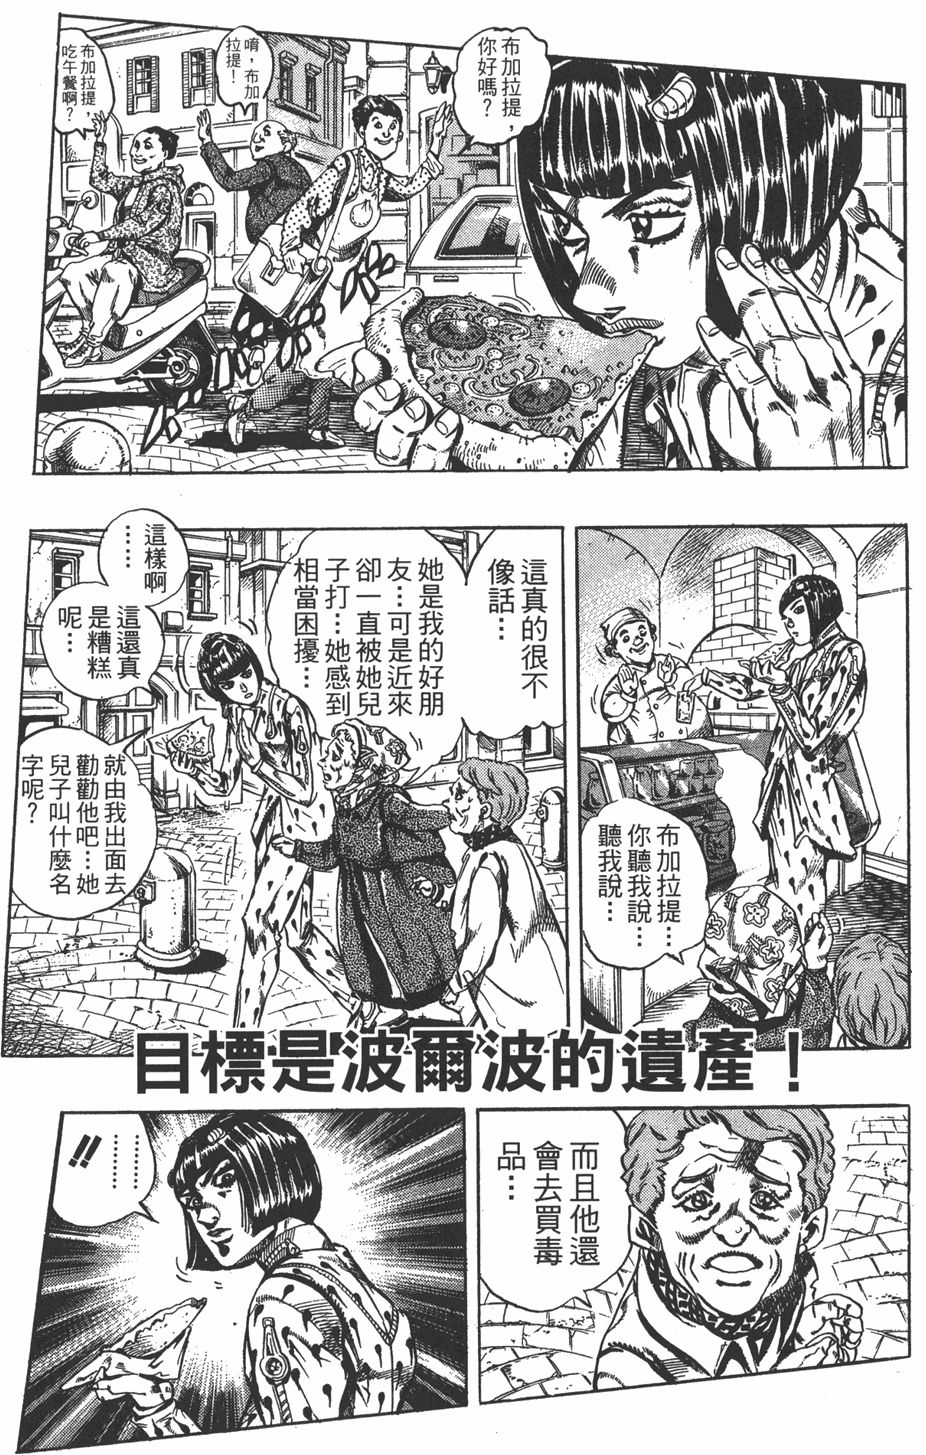 布加拉提，
你好嗎？
唷，布加
拉提！
布加拉提，
吃午餐啊？
布加拉提…
你聽我說…
聽我說…
這真的很不
像話…
她是我的好朋
友…可是近來
卻一直被她兒
子打…她感到
相當困擾…
這樣啊
……
這還真
是糟糕
呢…
就由我出面去
勸勸他吧…她
兒子叫什麼名
字呢？
目標是波爾波的遺產！
而且他還
會去買毒
品…
…………
…………
!!